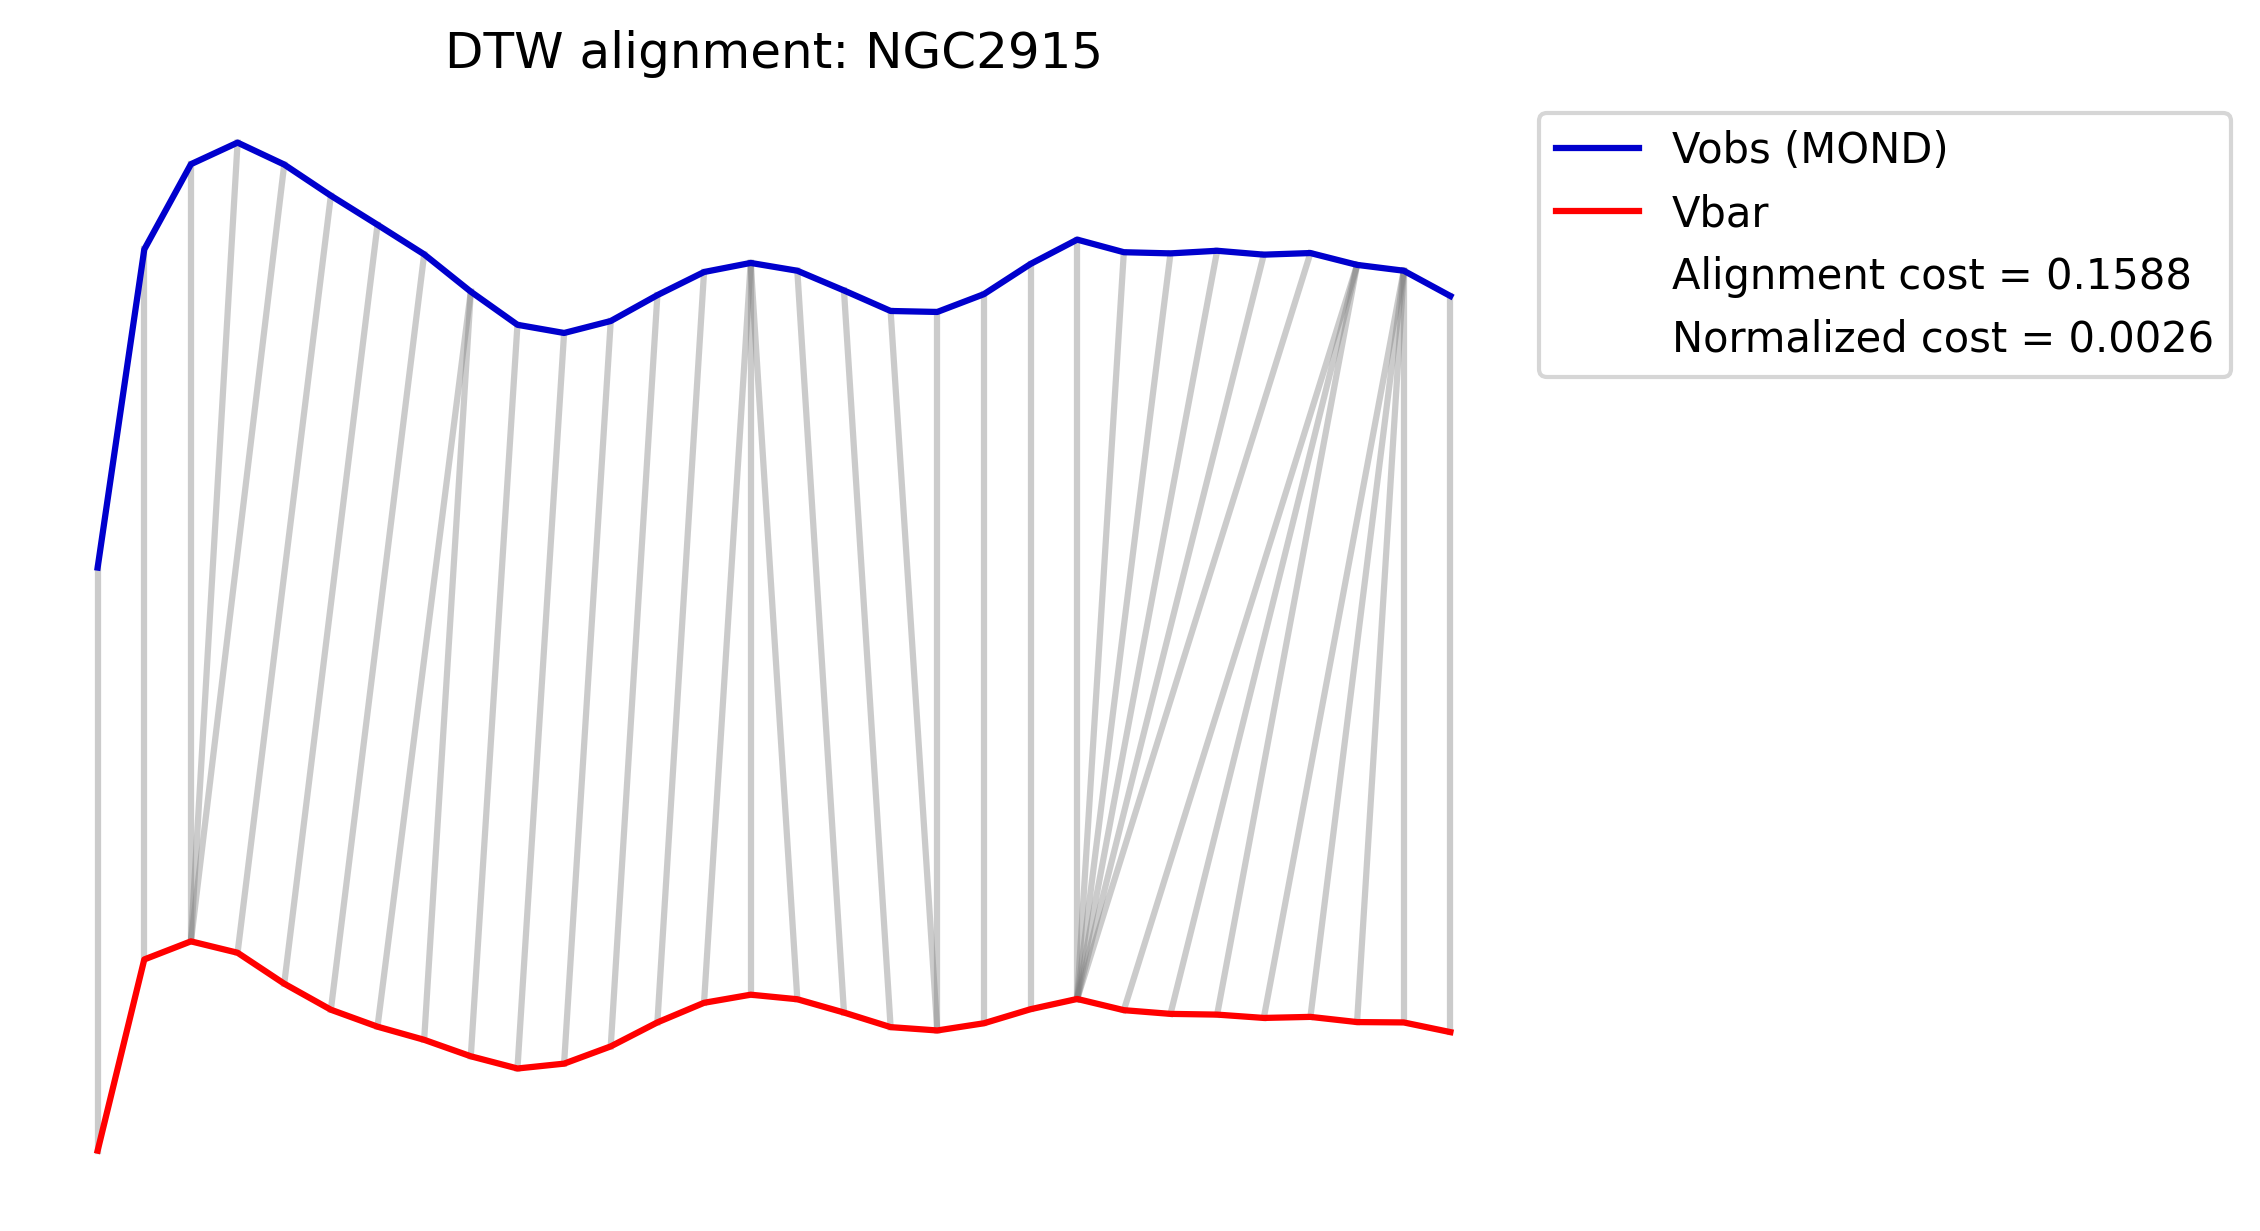 DTW alignment: NGC2915
Vobs (MOND)
Vbar
Alignment cost = 0.1588
Normalized cost = 0.0026